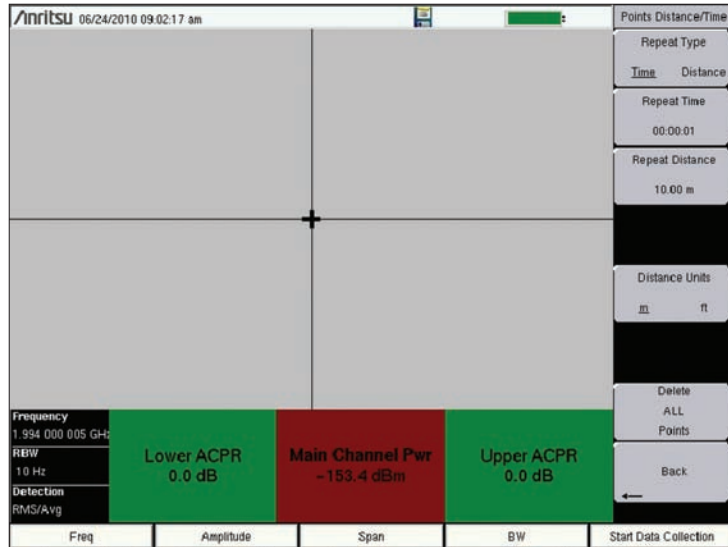 Anritsu 06/24/2010 09:02:17 am
Points Distance/Time
Repeat Type
Time Distance
Repeat Time
00:00:01
Repeat Distance
10.00 m
Distance Units
m ft
Delete
ALL
Points
Back
Frequency
1.994 000 005 GHz
RBW
10 Hz
Detection
RMS/Avg
Lower ACPR
0.0 dB
Main Channel Pwr
-153.4 dBm
Upper ACPR
0.0 dB
Freq Amplitude Span BW Start Data Collection